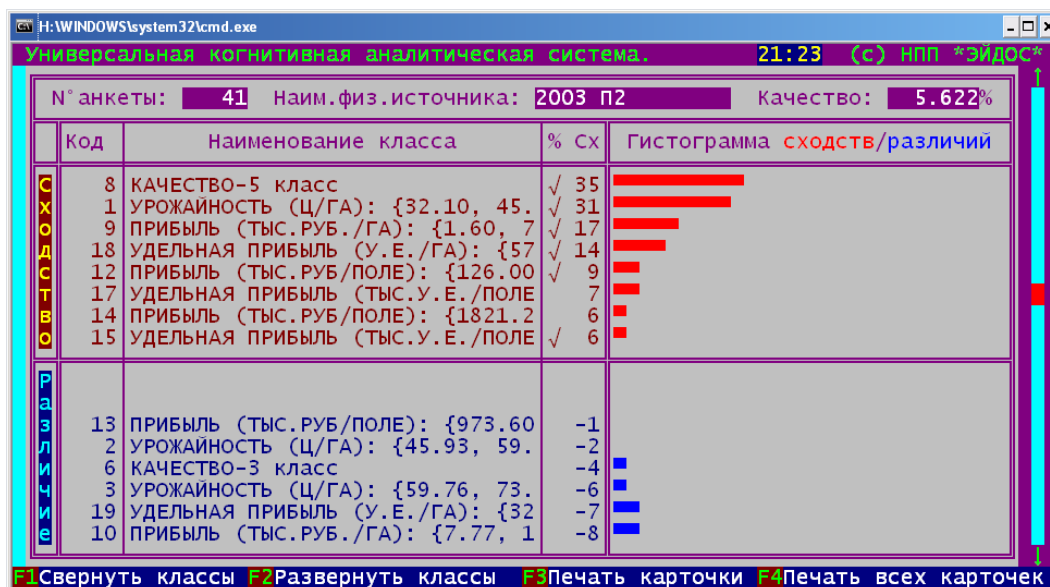 H:\WINDOWS\system32\cmd.exe
Универсальная когнитивная аналитическая система. 21:23 (c) НПП *ЭЙДОС*
N°анкеты: 41 Наим.физ.источника: 2003 П2 Качество: 5.622%
Код Наименование класса % Сх Гистограмма сходств/различий
Сходство
8 КАЧЕСТВО-5 класс √ 35
1 УРОЖАЙНОСТЬ (Ц/ГА): {32.10, 45. √ 31
9 ПРИБЫЛЬ (ТЫС.РУБ./ГА): {1.60, 7 √ 17
18 УДЕЛЬНАЯ ПРИБЫЛЬ (У.Е./ГА): {57 √ 14
12 ПРИБЫЛЬ (ТЫС.РУБ/ПОЛЕ): {126.00 √ 9
17 УДЕЛЬНАЯ ПРИБЫЛЬ (ТЫС.У.Е./ПОЛЕ 7
14 ПРИБЫЛЬ (ТЫС.РУБ/ПОЛЕ): {1821.2 6
15 УДЕЛЬНАЯ ПРИБЫЛЬ (ТЫС.У.Е./ПОЛЕ √ 6
Различие
13 ПРИБЫЛЬ (ТЫС.РУБ/ПОЛЕ): {973.60 -1
2 УРОЖАЙНОСТЬ (Ц/ГА): {45.93, 59. -2
6 КАЧЕСТВО-3 класс -4
3 УРОЖАЙНОСТЬ (Ц/ГА): {59.76, 73. -6
19 УДЕЛЬНАЯ ПРИБЫЛЬ (У.Е./ГА): {32 -7
10 ПРИБЫЛЬ (ТЫС.РУБ./ГА): {7.77, 1 -8
F1Свернуть классы F2Развернуть классы F3Печать карточки F4Печать всех карточек